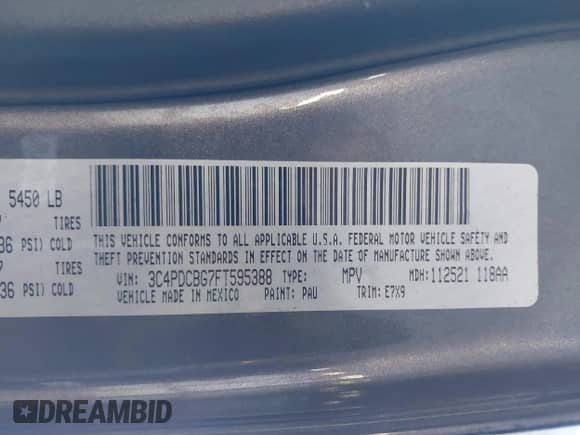 5450 LB
TIRES
36 PSI) COLD
TIRES
36 PSI) COLD
THIS VEHICLE CONFORMS TO ALL APPLICABLE U.S.A. FEDERAL MOTOR VEHICLE SAFETY AND
THEFT PREVENTION STANDARDS IN EFFECT ON THE DATE OF MANUFACTURE SHOWN ABOVE.
VIN: 3C4PDCBG7FT595388 TYPE: MPV MDH: 112521 118AA
VEHICLE MADE IN MEXICO PAINT: PAU TRIM: E7X9
DREAMBID